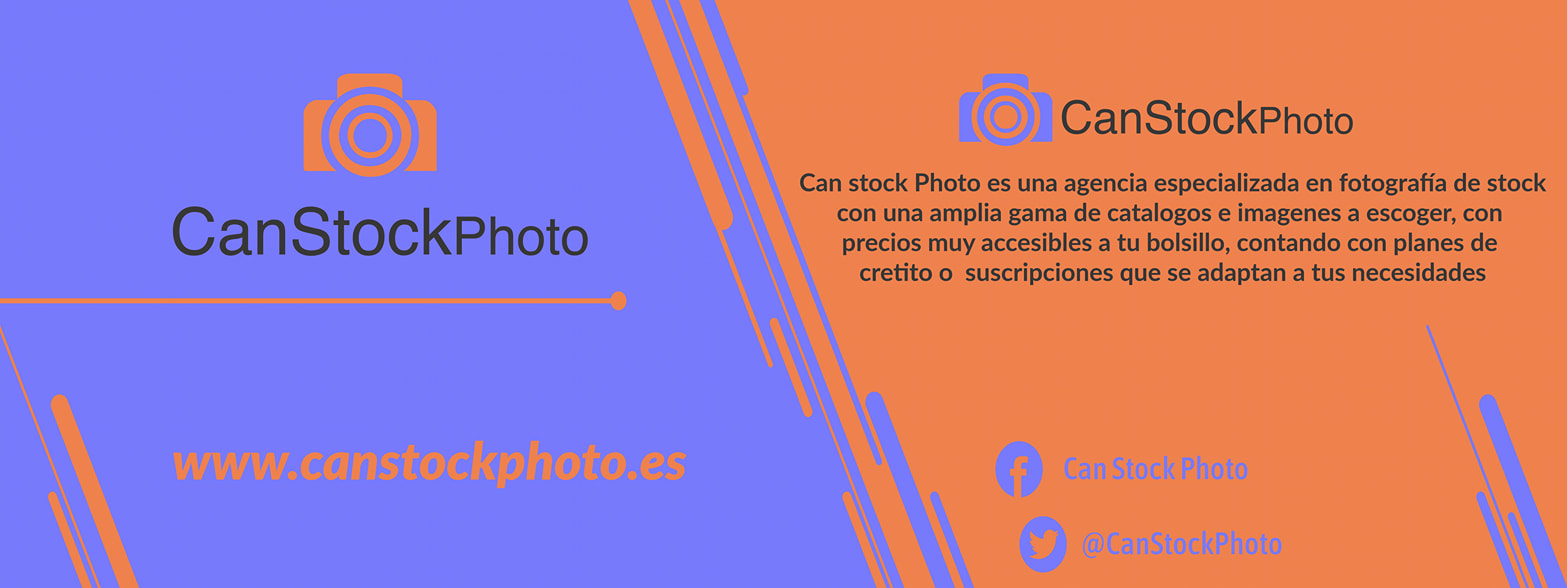 CanStockPhoto
www.canstockphoto.es
CanStockPhoto
Can stock Photo es una agencia especializada en fotografía de stock
con una amplia gama de catalogos e imagenes a escoger, con
precios muy accesibles a tu bolsillo, contando con planes de
cretito o  suscripciones que se adaptan a tus necesidades
Can Stock Photo
@CanStockPhoto